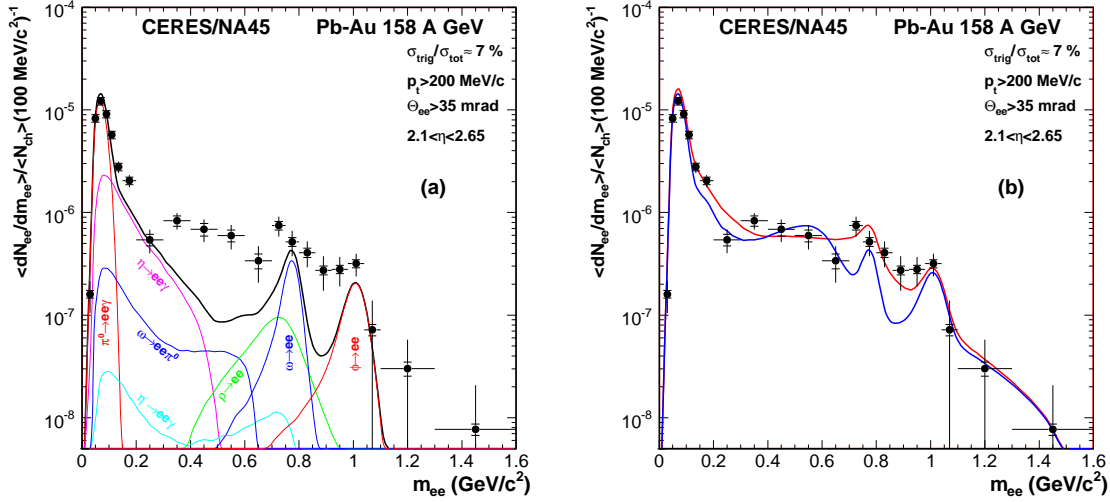 CERES/NA45 Pb-Au 158 A GeV
σtrig/σtot≈ 7 %
pt>200 MeV/c
Θee>35 mrad
2.1<η<2.65
(a)
<dNee/dmee>/<Nch>(100 MeV/c²)⁻¹
10⁻⁴
10⁻⁵
10⁻⁶
10⁻⁷
10⁻⁸
π⁰→eeγ
η→eeγ
ω→eeπ⁰
η'→eeγ
ρ→ee
ω→ee
ϕ→ee
0 0.2 0.4 0.6 0.8 1 1.2 1.4 1.6
mee (GeV/c²)
CERES/NA45 Pb-Au 158 A GeV
σtrig/σtot≈ 7 %
pt>200 MeV/c
Θee>35 mrad
2.1<η<2.65
(b)
<dNee/dmee>/<Nch>(100 MeV/c²)⁻¹
10⁻⁴
10⁻⁵
10⁻⁶
10⁻⁷
10⁻⁸
0 0.2 0.4 0.6 0.8 1 1.2 1.4 1.6
mee (GeV/c²)